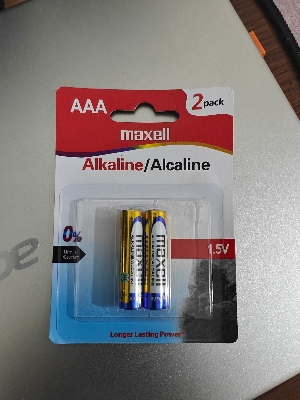 AAA
2 pack
maxell
Alkaline/Alcaline
0%
1.5V
maxell
maxell
Longer Lasting Power